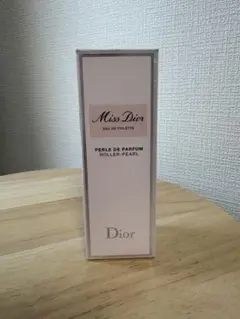 Miss Dior
EAU DE TOILETTE
PERLE DE PARFUM
ROLLER-PEARL
Dior